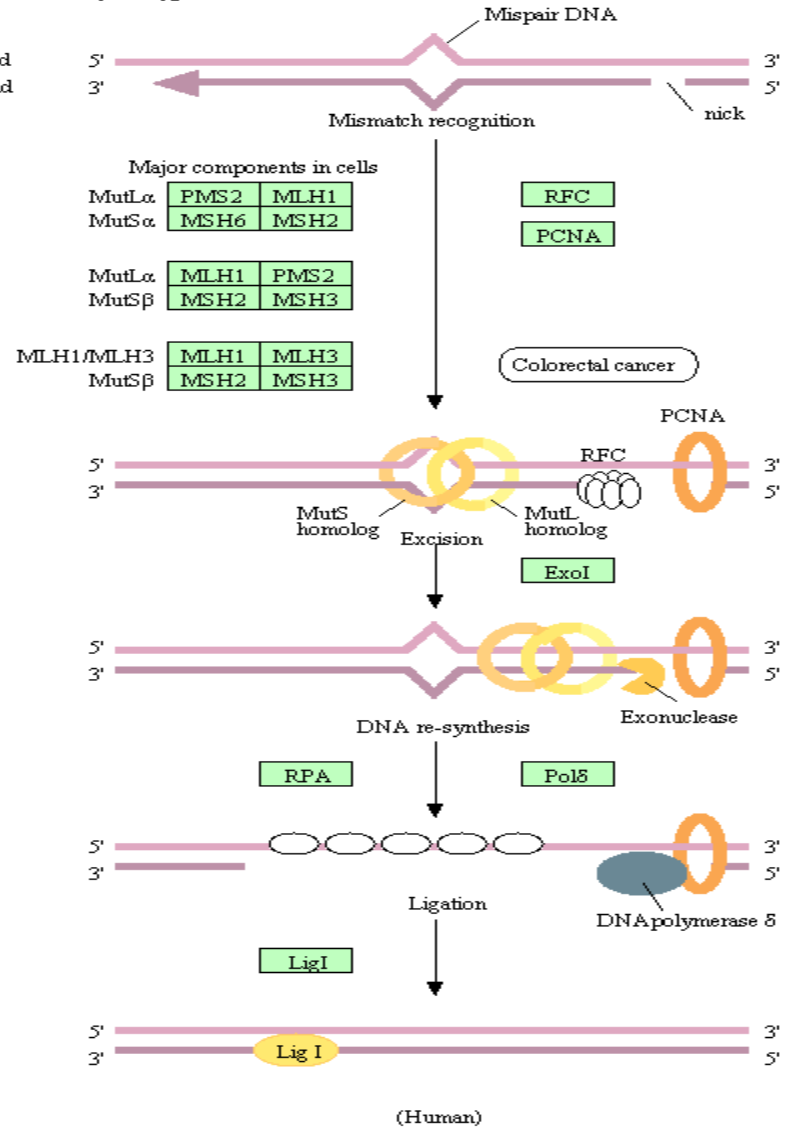 Mispair DNA
d 5' 3'
d 3' 5'
nick
Mismatch recognition
Major components in cells
MutLα PMS2 MLH1 RFC
MutSα MSH6 MSH2
PCNA
MutLα MLH1 PMS2
MutSβ MSH2 MSH3
MLH1/MLH3 MLH1 MLH3
Colorectal cancer
MutSβ MSH2 MSH3
PCNA
RFC
5' 3'
3' 5'
MutS homolog
MutL homolog
Excision
ExoI
5' 3'
3' 5'
Exonuclease
DNA re-synthesis
RPA Polδ
5' 3'
3' 5'
Ligation
DNA polymerase δ
LigI
5' 3'
3' Lig I 5'
(Human)